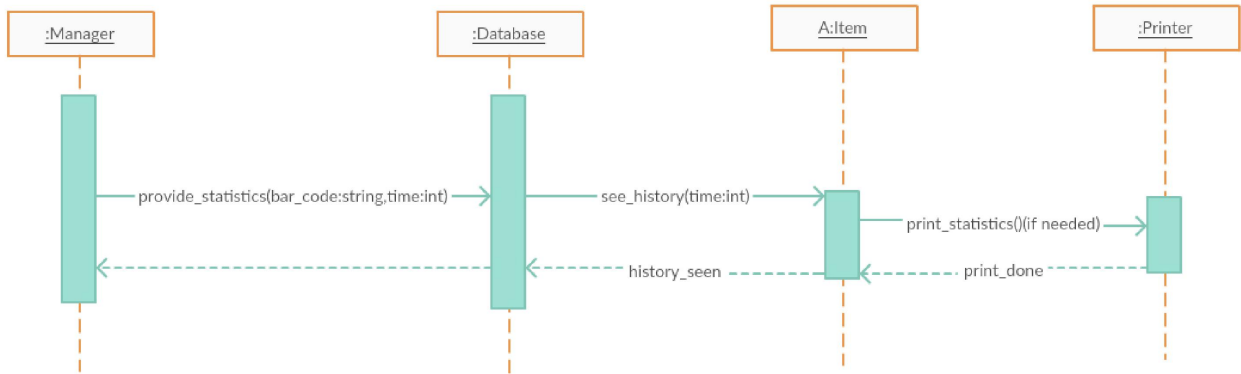 :Manager
:Database
A:Item
:Printer
provide_statistics(bar_code:string,time:int)
see_history(time:int)
print_statistics()(if needed)
history_seen
print_done